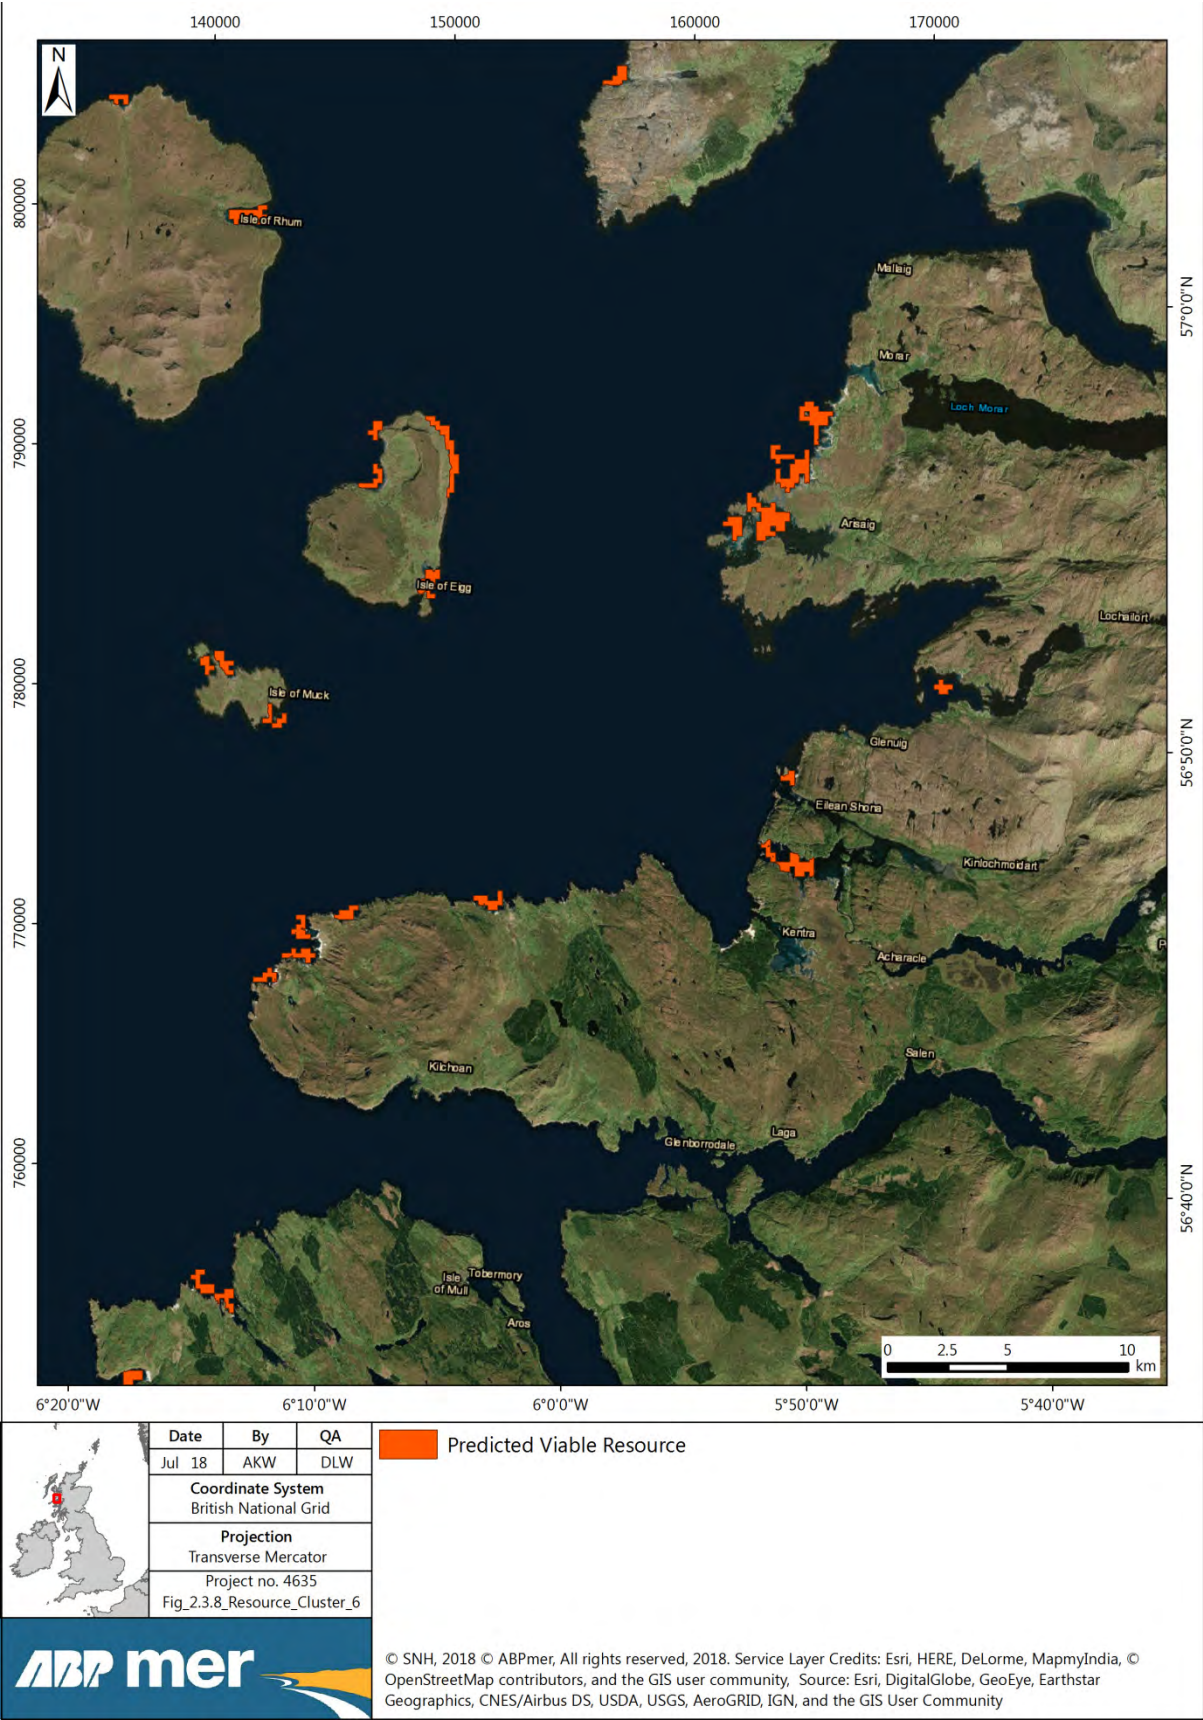 140000 150000 160000 170000
N
800000
790000
780000
770000
760000
57°0'0"N
56°50'0"N
56°40'0"N
Isle of Rhum
Mallaig
Morar
Loch Morar
Arisaig
Isle of Eigg
Lochailort
Isle of Muck
Glenuig
Eilean Shona
Kinlochmoidart
Kentra
Acharacle
P
Salen
Kilchoan
Laga
Glenborrodale
Isle
of Mull
Tobermory
Aros
0 2.5 5 10
km
6°20'0"W 6°10'0"W 6°0'0"W 5°50'0"W 5°40'0"W
Date By QA
Jul 18 AKW DLW
Coordinate System
British National Grid
Projection
Transverse Mercator
Project no. 4635
Fig_2.3.8_Resource_Cluster_6
Predicted Viable Resource
ABP mer
© SNH, 2018 © ABPmer, All rights reserved, 2018. Service Layer Credits: Esri, HERE, DeLorme, MapmyIndia, ©
OpenStreetMap contributors, and the GIS user community, Source: Esri, DigitalGlobe, GeoEye, Earthstar
Geographics, CNES/Airbus DS, USDA, USGS, AeroGRID, IGN, and the GIS User Community